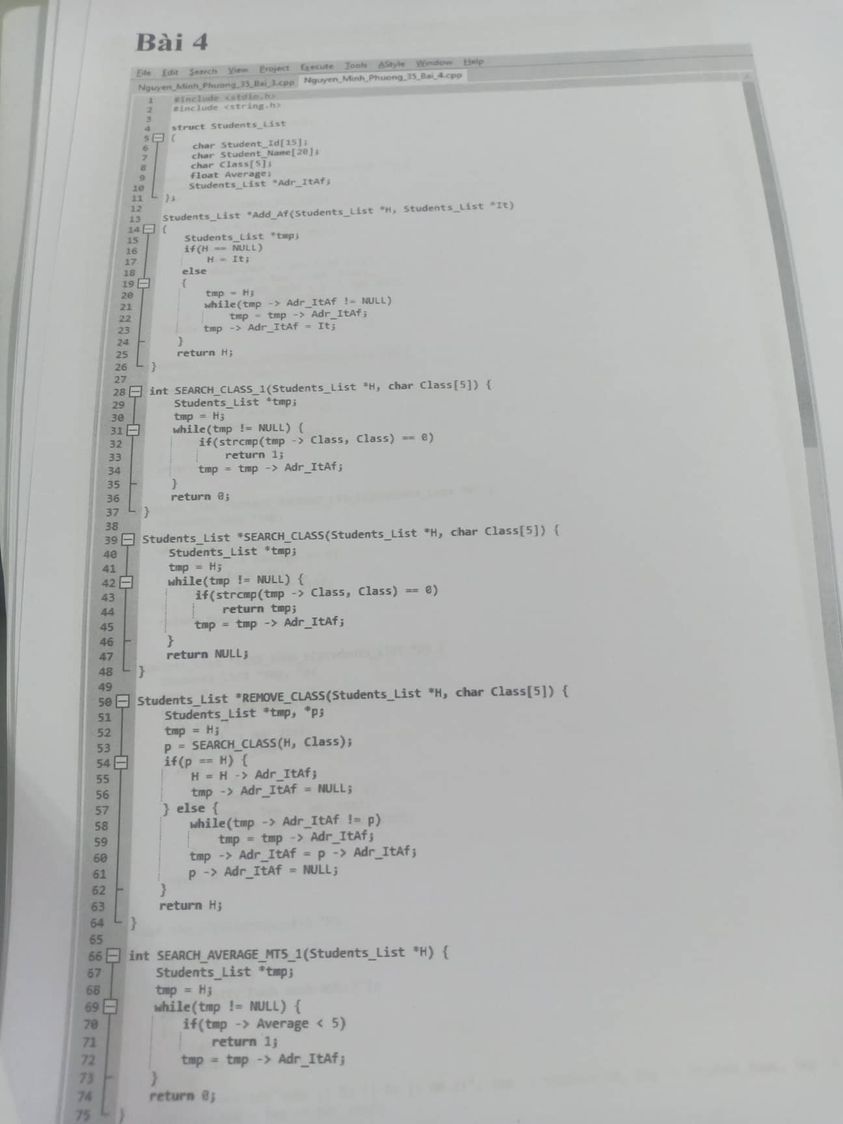 Bài 4
File Edit Search View Project Execute Tools AStyle Window Help
Nguyen_Minh_Phuong_35_Bai_3.cpp Nguyen_Minh_Phuong_35_Bai_4.cpp
1 #include <stdio.h>
2 #include <string.h>
3
4 struct Students_List
5 {
6 char Student_Id[15];
7 char Student_Name[20];
8 char Class[5];
9 float Average;
10 Students_List *Adr_ItAf;
11 };
12
13 Students_List *Add_Af(Students_List *H, Students_List *It)
14 {
15 Students_List *tmp;
16 if(H == NULL)
17 H = It;
18 else
19 {
20 tmp = H;
21 while(tmp -> Adr_ItAf != NULL)
22 tmp = tmp -> Adr_ItAf;
23 tmp -> Adr_ItAf = It;
24 }
25 return H;
26 }
27
28 int SEARCH_CLASS_1(Students_List *H, char Class[5]) {
29 Students_List *tmp;
30 tmp = H;
31 while(tmp != NULL) {
32 if(strcmp(tmp -> Class, Class) == 0)
33 return 1;
34 tmp = tmp -> Adr_ItAf;
35 }
36 return 0;
37 }
38
39 Students_List *SEARCH_CLASS(Students_List *H, char Class[5]) {
40 Students_List *tmp;
41 tmp = H;
42 while(tmp != NULL) {
43 if(strcmp(tmp -> Class, Class) == 0)
44 return tmp;
45 tmp = tmp -> Adr_ItAf;
46 }
47 return NULL;
48 }
49
50 Students_List *REMOVE_CLASS(Students_List *H, char Class[5]) {
51 Students_List *tmp, *p;
52 tmp = H;
53 p = SEARCH_CLASS(H, Class);
54 if(p == H) {
55 H = H -> Adr_ItAf;
56 tmp -> Adr_ItAf = NULL;
57 } else {
58 while(tmp -> Adr_ItAf != p)
59 tmp = tmp -> Adr_ItAf;
60 tmp -> Adr_ItAf = p -> Adr_ItAf;
61 p -> Adr_ItAf = NULL;
62 }
63 return H;
64 }
65
66 int SEARCH_AVERAGE_MT5_1(Students_List *H) {
67 Students_List *tmp;
68 tmp = H;
69 while(tmp != NULL) {
70 if(tmp -> Average < 5)
71 return 1;
72 tmp = tmp -> Adr_ItAf;
73 }
74 return 0;
75 }